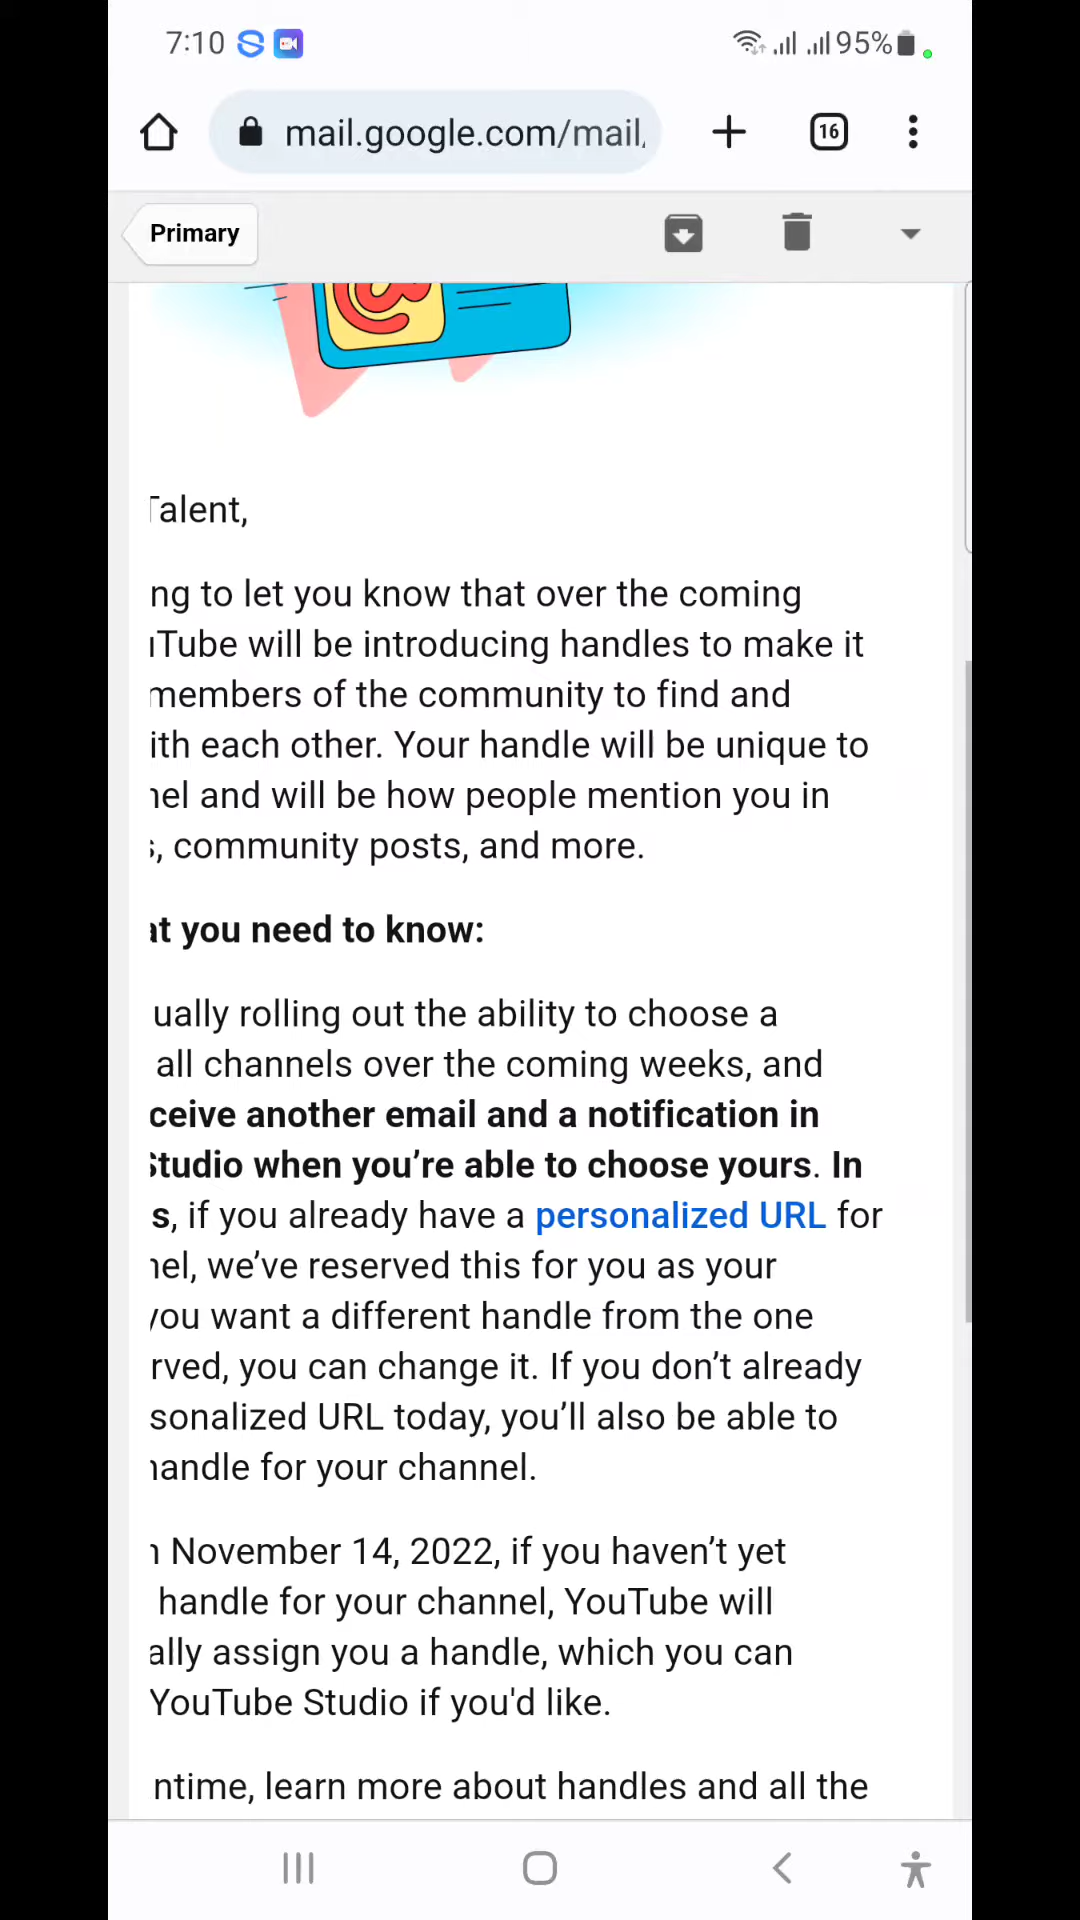 7:10
95%
mail.google.com/mail
16
Primary
Talent,
ng to let you know that over the coming
uTube will be introducing handles to make it
members of the community to find and
ith each other. Your handle will be unique to
nel and will be how people mention you in
s, community posts, and more.
at you need to know:
ually rolling out the ability to choose a
all channels over the coming weeks, and
ceive another email and a notification in
Studio when you’re able to choose yours. In
s, if you already have a personalized URL for
nel, we’ve reserved this for you as your
you want a different handle from the one
rved, you can change it. If you don’t already
sonalized URL today, you’ll also be able to
handle for your channel.
n November 14, 2022, if you haven’t yet
handle for your channel, YouTube will
ally assign you a handle, which you can
YouTube Studio if you'd like.
ntime, learn more about handles and all the